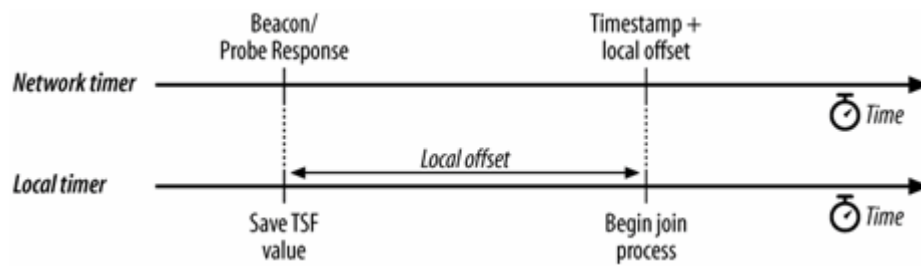 Beacon/
Probe Response
Timestamp +
local offset
Network timer
Time
Local offset
Local timer
Time
Save TSF
value
Begin join
process